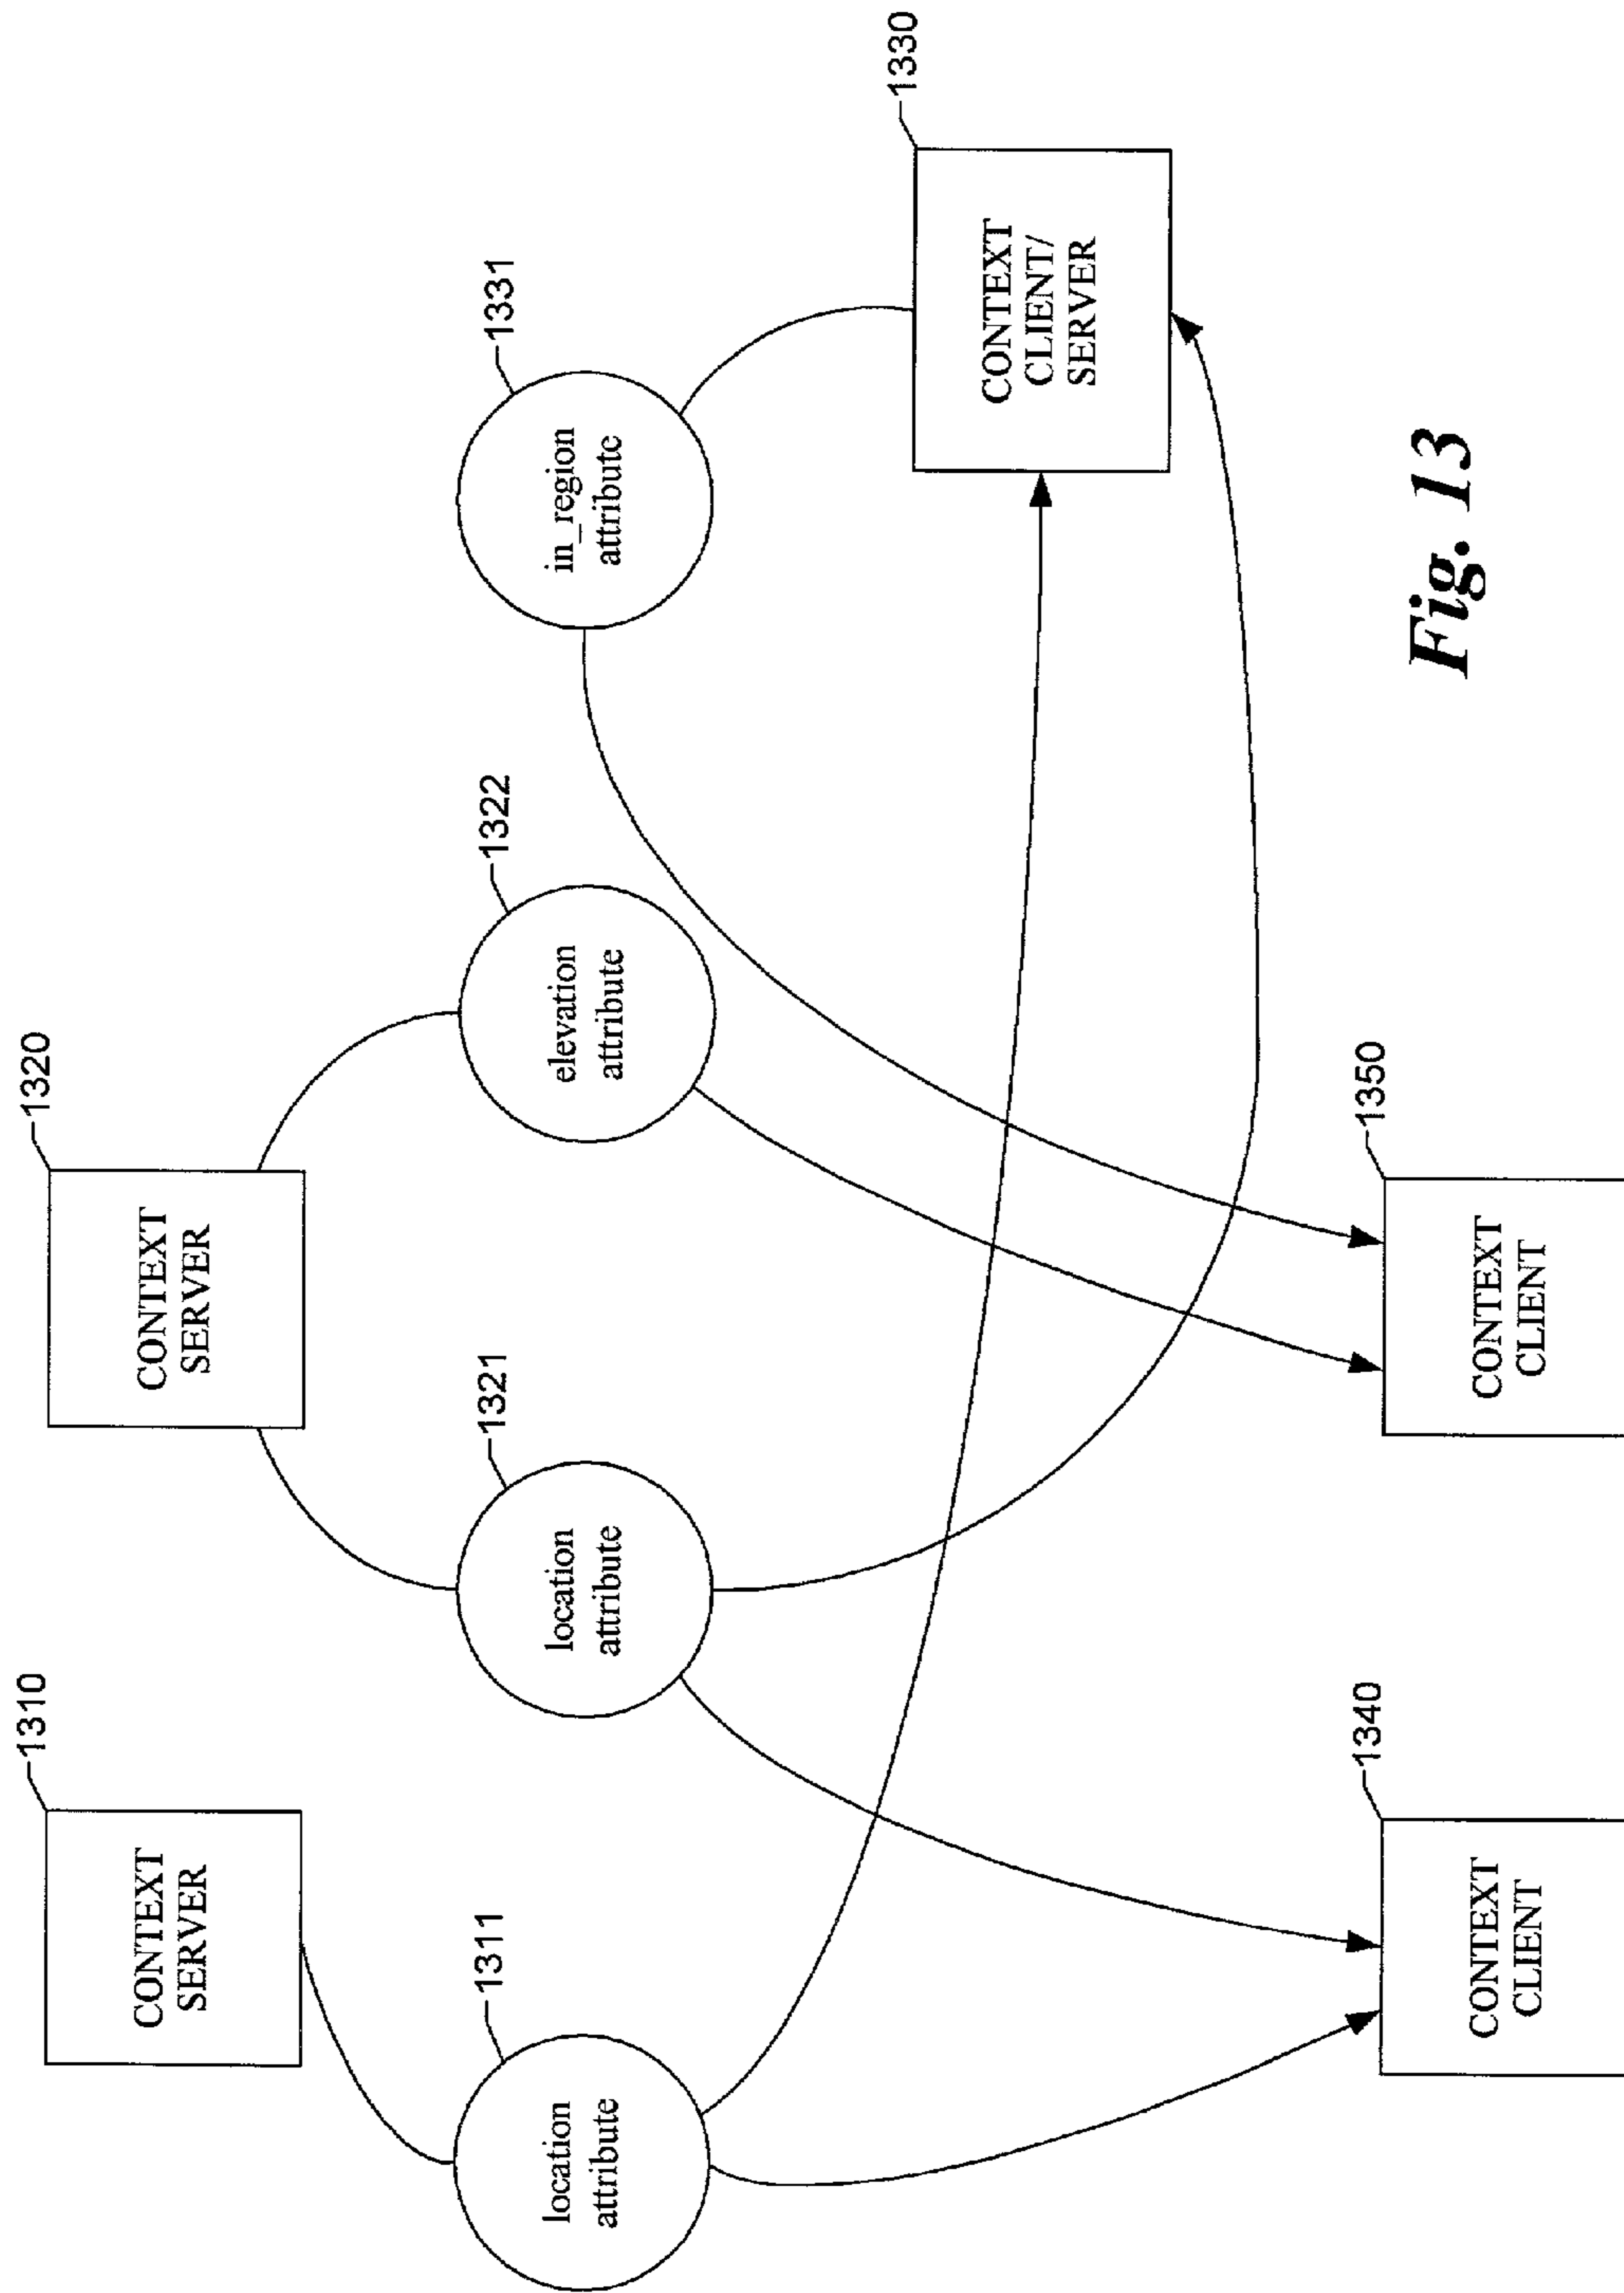 1310
CONTEXT
SERVER
1320
CONTEXT
SERVER
1311
location
attribute
1321
location
attribute
1322
elevation
attribute
1331
in_region
attribute
1330
CONTEXT
CLIENT/
SERVER
1340
CONTEXT
CLIENT
1350
CONTEXT
CLIENT
Fig. 13